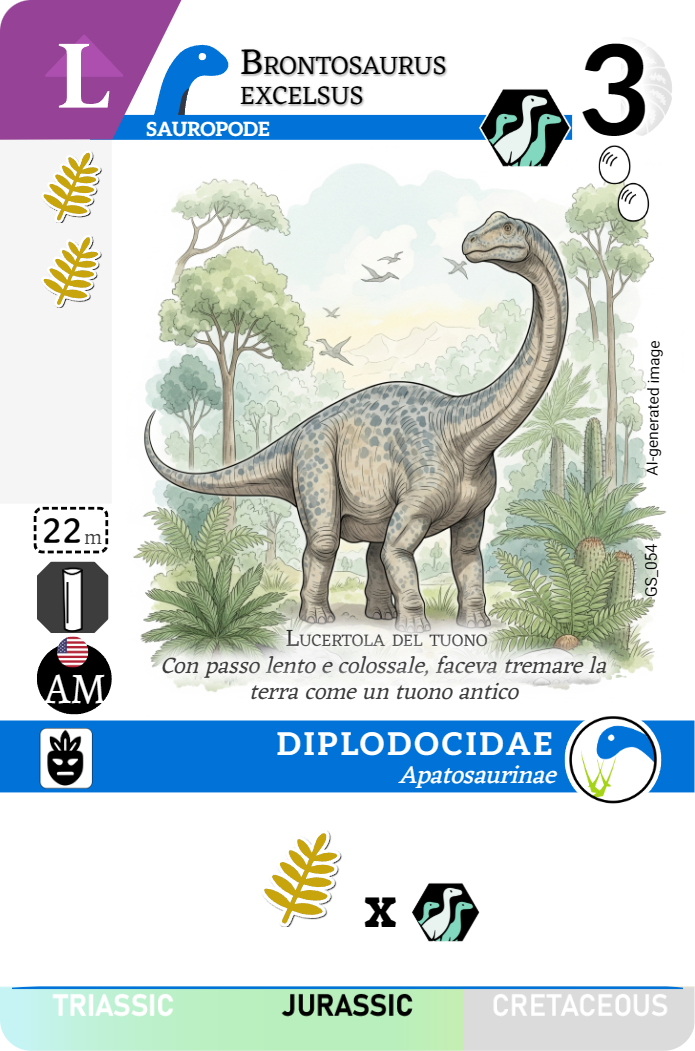 L
BRONTOSAURUS
EXCELSUS
3
SAUROPODE
AI-generated image
22 m
GS_054
AM
LUCERTOLA DEL TUONO
Con passo lento e colossale, faceva tremare la
terra come un tuono antico
DIPLODOCIDAE
Apatosaurinae
x
TRIASSIC JURASSIC CRETACEOUS